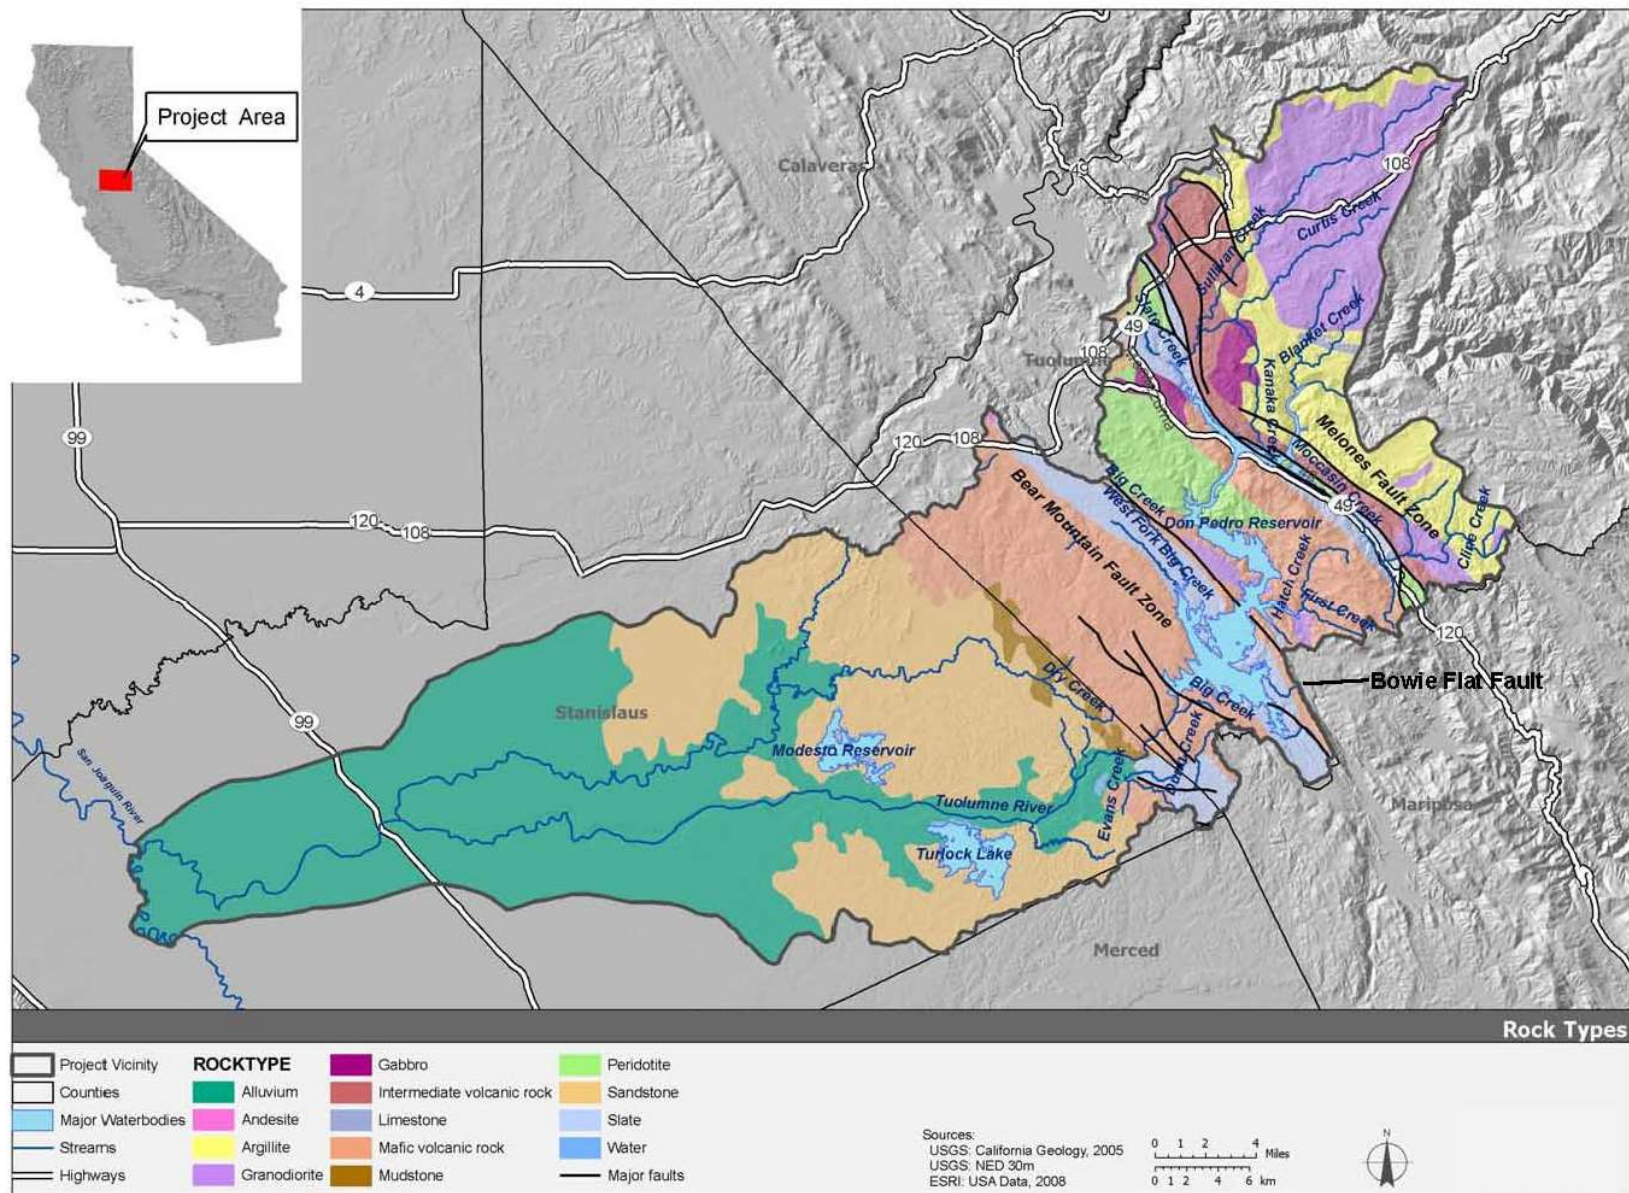 Project Area
Calaveras
49
108
Curtis Creek
Sullivan Creek
4
Slate Creek
49
Blanket Creek
108
Tuolumne
Kanaka Creek
99
120
108
Melones Fault Zone
Moccasin Creek
Big Creek
West Fork Big Creek
Bear Mountain Fault Zone
49
Don Pedro Reservoir
120
108
Cline Creek
Hatch Creek
First Creek
120
Bowie Flat Fault
Dry Creek
Big Creek
Stanislaus
99
Modesto Reservoir
San Joaquin River
Evans Creek
Tuolumne River
Mariposa
Turlock Lake
Merced
Rock Types
Project Vicinity
Counties
Major Waterbodies
Streams
Highways
ROCKTYPE
Alluvium
Andesite
Argillite
Granodiorite
Gabbro
Intermediate volcanic rock
Limestone
Mafic volcanic rock
Mudstone
Peridotite
Sandstone
Slate
Water
Major faults
Sources:
USGS: California Geology, 2005
USGS: NED 30m
ESRI: USA Data, 2008
0 1 2 4 Miles
0 1 2 4 6 km
N